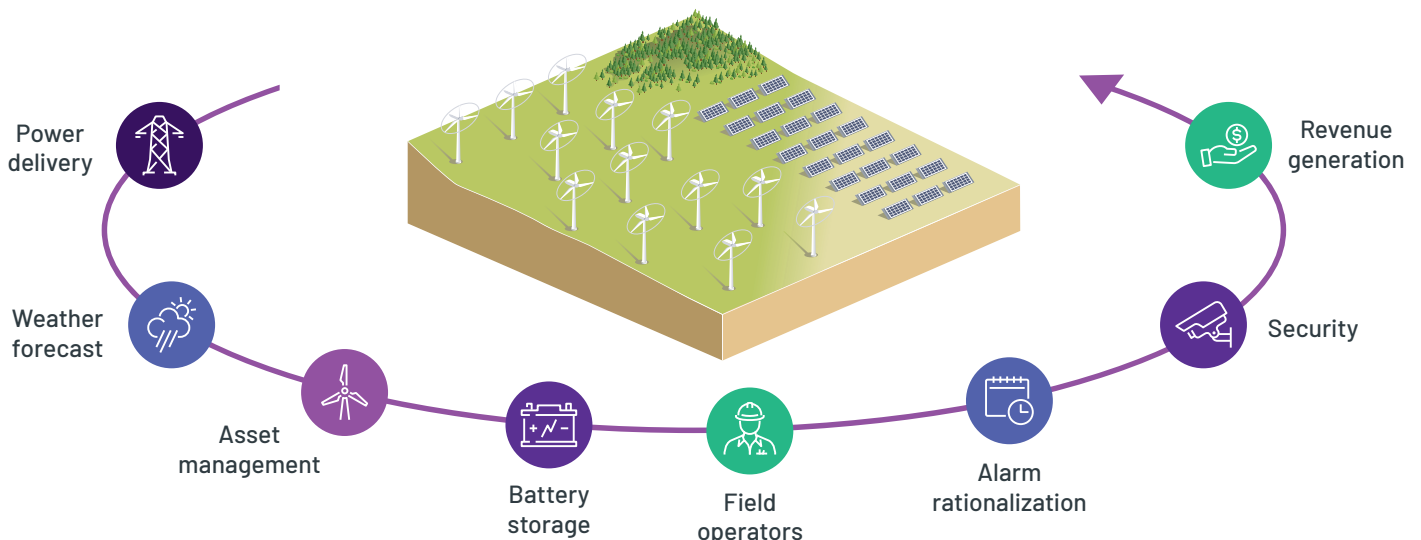 Power
delivery
Weather
forecast
Asset
management
Battery
storage
Field
operators
Alarm
rationalization
Security
Revenue
generation